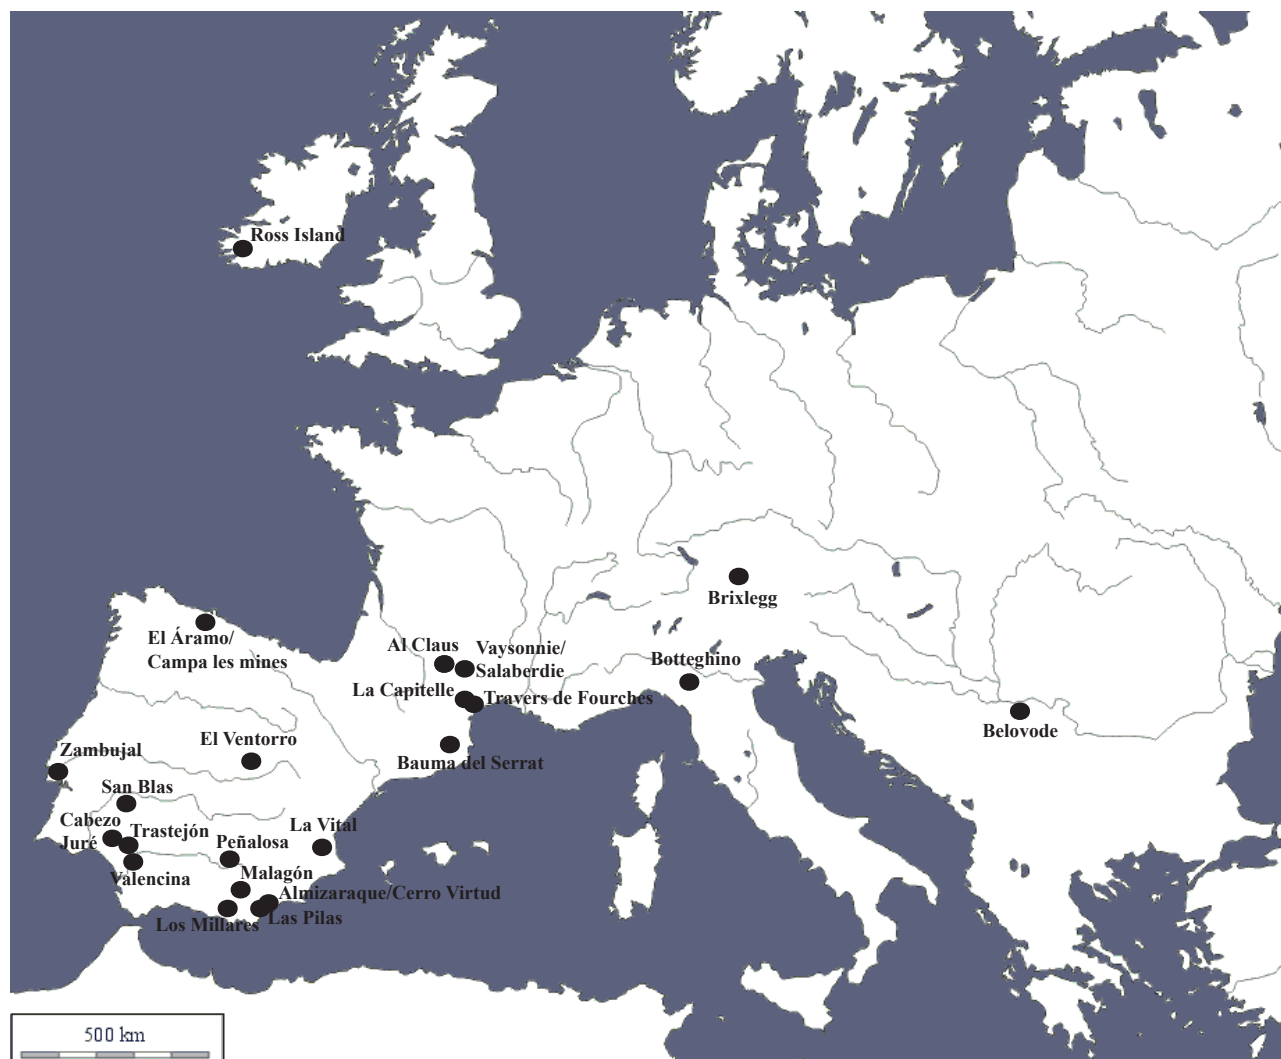 Ross Island
Brixlegg
El Áramo/
Campa les mines
Al Claus
Vaysonnie/
Salaberdie
Botteghino
La Capitelle
Travers de Fourches
Belovode
El Ventorro
Bauma del Serrat
Zambujal
San Blas
Cabezo
Juré
Trastejón
La Vital
Peñalosa
Valencina
Malagón
Almizaraque/Cerro Virtud
Los Millares
Las Pilas
500 km